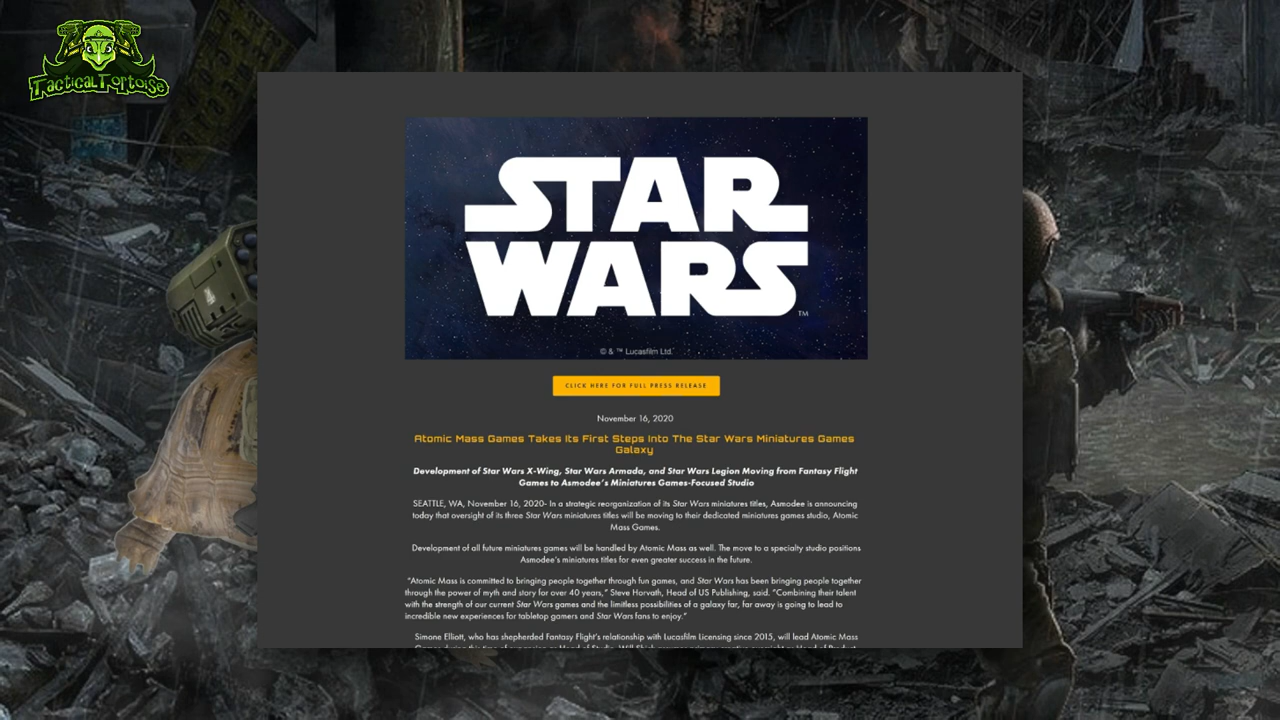 TacticalTortoise
STAR
WARS
TM
© & ™ Lucasfilm Ltd.
CLICK HERE FOR FULL PRESS RELEASE
November 16, 2020
Atomic Mass Games Takes Its First Steps Into The Star Wars Miniatures Games
Galaxy
Development of Star Wars X-Wing, Star Wars Armada, and Star Wars Legion Moving from Fantasy Flight
Games to Asmodee's Miniatures Games-Focused Studio
SEATTLE, WA, November 16, 2020- In a strategic reorganization of its Star Wars miniatures titles, Asmodee is announcing
today that oversight of its three Star Wars miniatures titles will be moving to their dedicated miniatures games studio, Atomic
Mass Games.
Development of all future miniatures games will be handled by Atomic Mass as well. The move to a specialty studio positions
Asmodee's miniatures titles for even greater success in the future.
"Atomic Mass is committed to bringing people together through fun games, and Star Wars has been bringing people together
through the power of myth and story for over 40 years," Steve Horvath, Head of US Publishing, said. "Combining their talent
with the strength of our current Star Wars games and the limitless possibilities of a galaxy far, far away is going to lead to
incredible new experiences for tabletop gamers and Star Wars fans to enjoy."
Simone Elliott, who has shepherded Fantasy Flight's relationship with Lucasfilm Licensing since 2015, will lead Atomic Mass